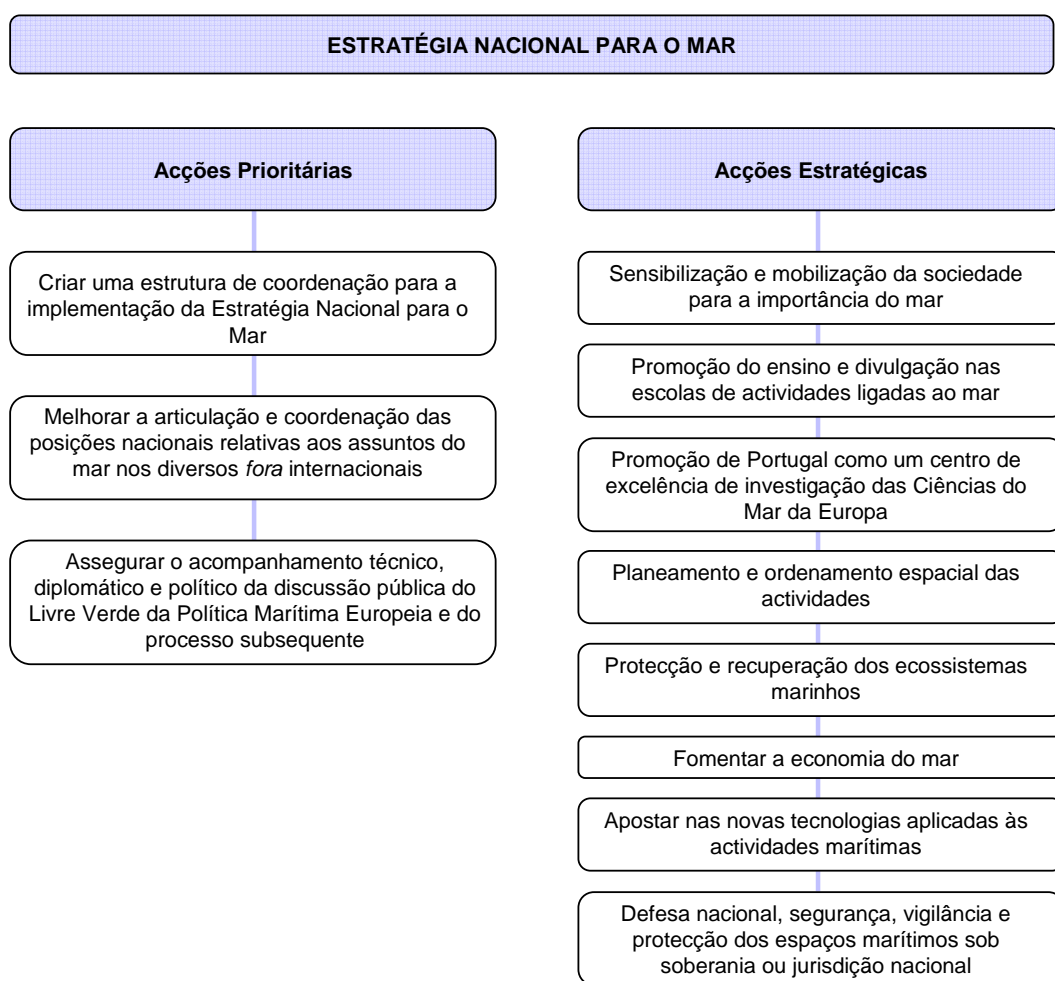 ESTRATÉGIA NACIONAL PARA O MAR
Acções Prioritárias
Criar uma estrutura de coordenação para a
implementação da Estratégia Nacional para o
Mar
Melhorar a articulação e coordenação das
posições nacionais relativas aos assuntos do
mar nos diversos fora internacionais
Assegurar o acompanhamento técnico,
diplomático e político da discussão pública do
Livre Verde da Política Marítima Europeia e do
processo subsequente
Acções Estratégicas
Sensibilização e mobilização da sociedade
para a importância do mar
Promoção do ensino e divulgação nas
escolas de actividades ligadas ao mar
Promoção de Portugal como um centro de
excelência de investigação das Ciências do
Mar da Europa
Planeamento e ordenamento espacial das
actividades
Protecção e recuperação dos ecossistemas
marinhos
Fomentar a economia do mar
Apostar nas novas tecnologias aplicadas às
actividades marítimas
Defesa nacional, segurança, vigilância e
protecção dos espaços marítimos sob
soberania ou jurisdição nacional